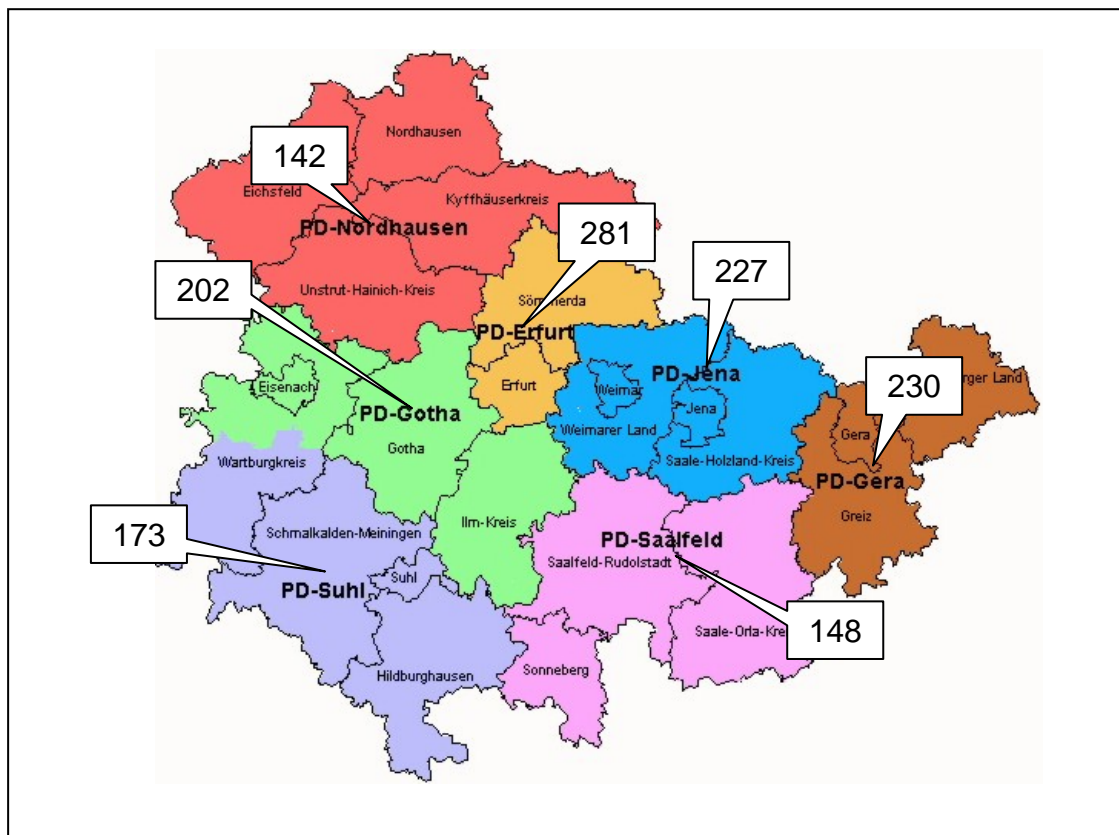 Nordhausen
142
Eichsfeld
Kyffhäuserkreis
PD-Nordhausen
281
227
202
Unstrut-Hainich-Kreis
PD-Erfurt
PD-Jena
Eisenach
Erfurt
Weimar
230
Jena
PD-Gotha
Gotha
Weimarer Land
Gera
Wartburgkreis
Saale-Holzland-Kreis
PD-Gera
173
Schmalkalden-Meiningen
Ilm-Kreis
Greiz
PD-Saalfeld
Saalfeld-Rudolstadt
Suhl
PD-Suhl
148
Sonneberg
Hildburghausen
Land